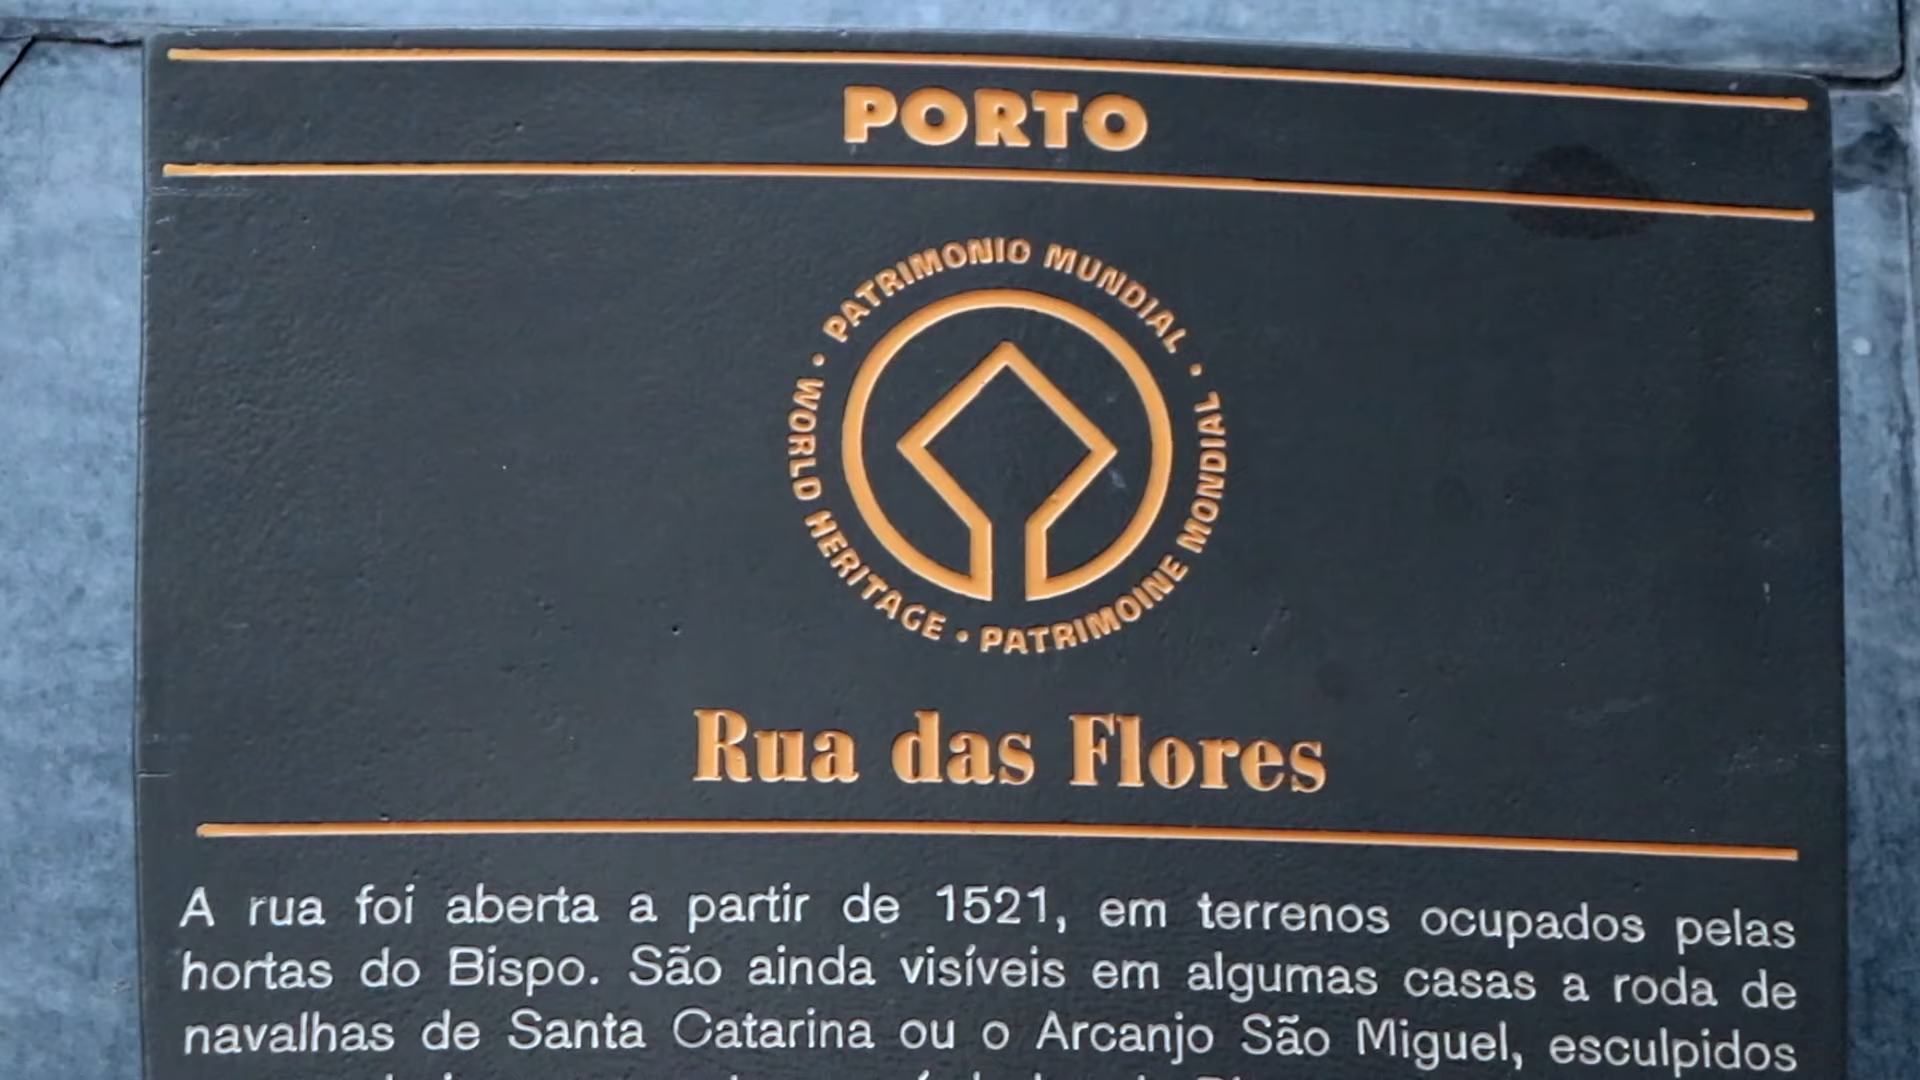 PORTO
PATRIMONIO MUNDIAL • WORLD HERITAGE • PATRIMOINE MONDIAL •
Rua das Flores
A rua foi aberta a partir de 1521, em terrenos ocupados pelas
hortas do Bispo. São ainda visíveis em algumas casas a roda de
navalhas de Santa Catarina ou o Arcanjo São Miguel, esculpidos